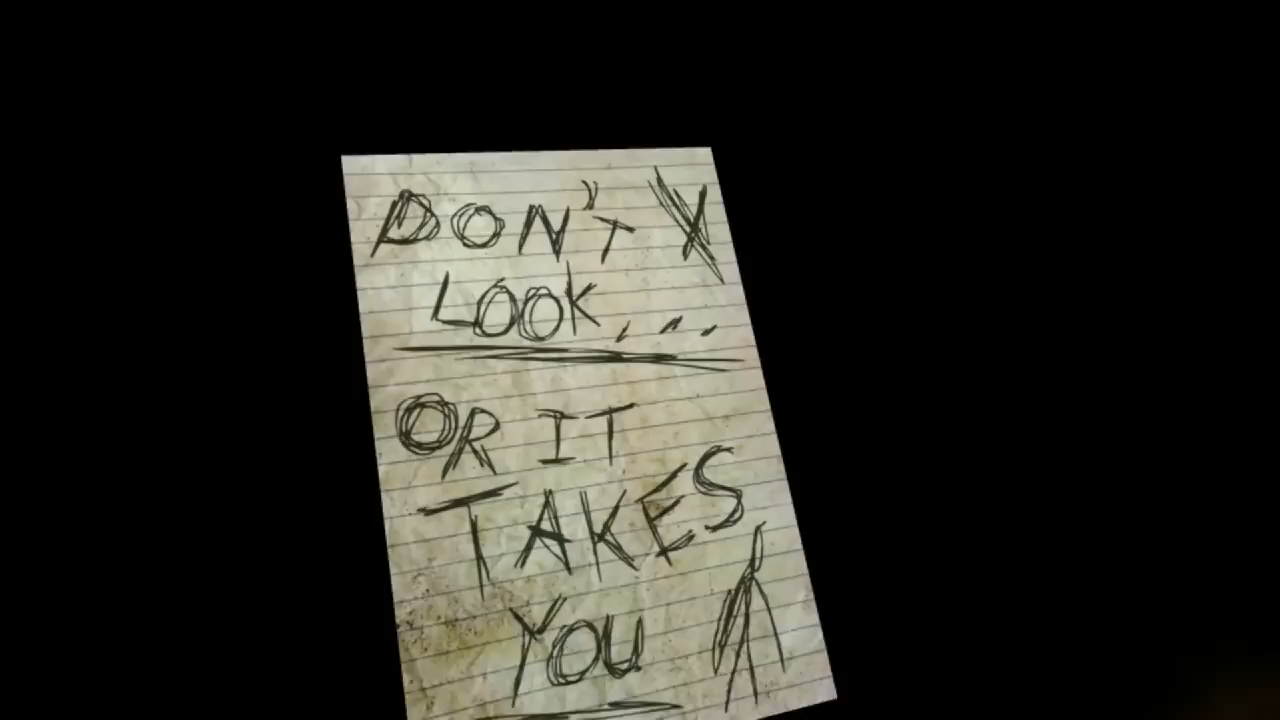 DON'T X
LOOK...
OR IT
TAKES
YOU